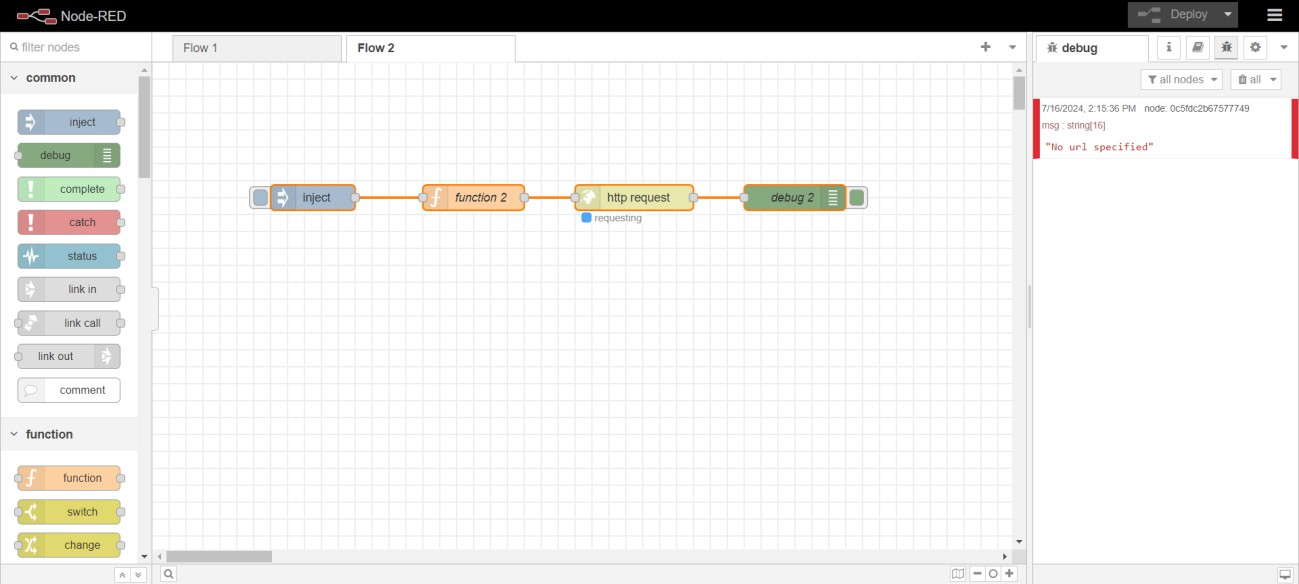 Node-RED
Deploy
filter nodes
Flow 1
Flow 2
debug
i
all nodes
all
common
inject
debug
complete
catch
status
link in
link call
link out
comment
function
function
switch
change
inject
function 2
http request
debug 2
requesting
7/16/2024, 2:15:36 PM node: 0c5fdc2b67577749
msg : string[16]
"No url specified"